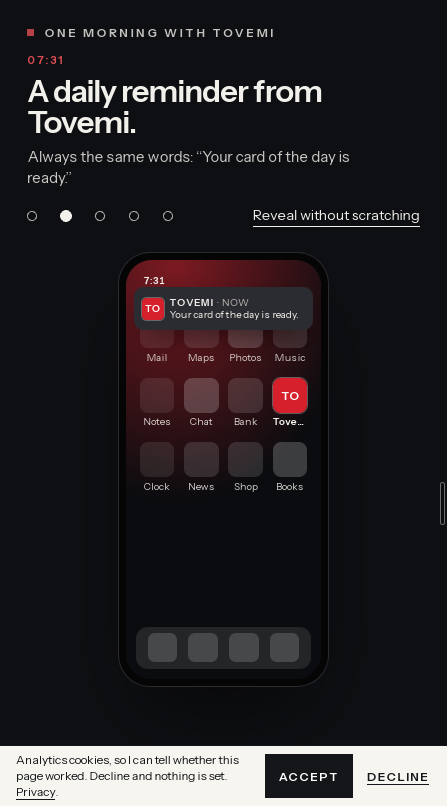 ONE MORNING WITH TOVEMI
07:31
A daily reminder from
Tovemi.
Always the same words: “Your card of the day is
ready.”
Reveal without scratching
7:31
TO
TOVEMI · NOW
Your card of the day is ready.
Mail Maps Photos Music
TO
Notes Chat Bank Tove…
Clock News Shop Books
Analytics cookies, so I can tell whether this
page worked. Decline and nothing is set.
Privacy.
ACCEPT
DECLINE